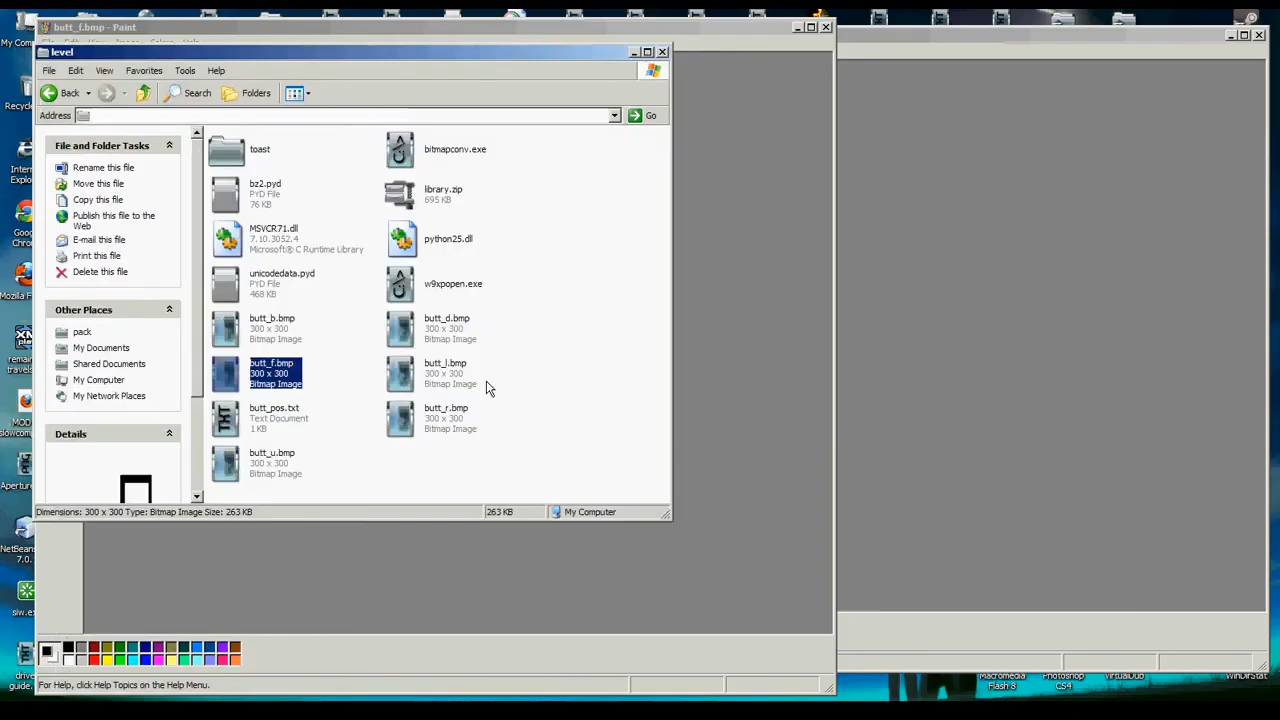 butt_f.bmp - Paint
level
File Edit View Favorites Tools Help
Back Search Folders
Address Go
File and Folder Tasks
Rename this file
Move this file
Copy this file
Publish this file to the
Web
E-mail this file
Print this file
Delete this file
Other Places
pack
My Documents
Shared Documents
My Computer
My Network Places
Details
toast
bitmapconv.exe
bz2.pyd
PYD File
76 KB
library.zip
695 KB
MSVCR71.dll
7.10.3052.4
Microsoft® C Runtime Library
python25.dll
unicodedata.pyd
PYD File
468 KB
w9xpopen.exe
butt_b.bmp
300 x 300
Bitmap Image
butt_d.bmp
300 x 300
Bitmap Image
butt_f.bmp
300 x 300
Bitmap Image
butt_l.bmp
300 x 300
Bitmap Image
butt_pos.txt
Text Document
1 KB
butt_r.bmp
300 x 300
Bitmap Image
butt_u.bmp
300 x 300
Bitmap Image
Dimensions: 300 x 300 Type: Bitmap Image Size: 263 KB
263 KB
My Computer
For Help, click Help Topics on the Help Menu.
My Com
Recyc
Inter
Explo
Goog
Chro
Mozilla F
remain
travels
MOD
slowcom
Aperture
NetBean
7.0.
siw.ex
drive
guide.
Macromedia
Flash 8
Photoshop
CS4
VirtualDub
WinDirStat